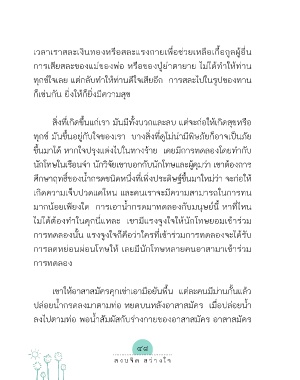 เวลาเราสละเงินทองหรือสละแรงกายเพื่อช่วยเหลือเกื้อกูลผู้อื่น
การเสียสละของแม่ของพ่อ หรือของปู่ย่าตายาย ไม่ได้ทำให้ท่าน
ทุกข์ใจเลย แต่กลับทำให้ท่านดีใจเสียอีก การสละไปในรูปของทาน
ก็เช่นกัน ยิ่งให้ก็ยิ่งมีความสุข
สิ่งที่เกิดขึ้นแก่เรา มันมีทั้งบวกและลบ แต่จะก่อให้เกิดสุขหรือ
ทุกข์ มันขึ้นอยู่กับใจของเรา บางสิ่งที่ดูไม่น่ามีพิษภัยก็อาจเป็นภัย
ขึ้นมาได้ หากใจปรุงแต่งไปในทางร้าย เคยมีการทดลองโดยทำกับ
นักโทษในเรือนจำ นักวิจัยเขาบอกกับนักโทษและผู้คุมว่า เขาต้องการ
ศึกษาฤทธิ์ของน้ำกรดชนิดหนึ่งที่เพิ่งประดิษฐ์ขึ้นมาใหม่ว่า จะก่อให้
เกิดความเจ็บปวดแค่ไหน และคนเราจะมีความสามารถในการทน
มากน้อยเพียงใด การเอาน้ำกรดมาทดลองกับมนุษย์นี้ หาที่ไหน
ไม่ได้ต้องทำในคุกนี่แหละ เขามีแรงจูงใจให้นักโทษยอมเข้าร่วม
การทดลองนั้น แรงจูงใจก็คือว่าใครที่เข้าร่วมการทดลองจะได้รับ
การลดหย่อนผ่อนโทษให้ เลยมีนักโทษหลายคนอาสามาเข้าร่วม
การทดลอง
เขาให้อาสาสมัครคุกเข่าเอามือยันพื้น แต่ละคนมีม่านกั้นแล้ว
ปล่อยน้ำกรดลงมาตามท่อ หยดบนหลังอาสาสมัคร เมื่อปล่อยน้ำ
ลงไปตามท่อ พอน้ำสัมผัสกับร่างกายของอาสาสมัคร อาสาสมัคร
๔๘
สงบจิต สว่างใจ